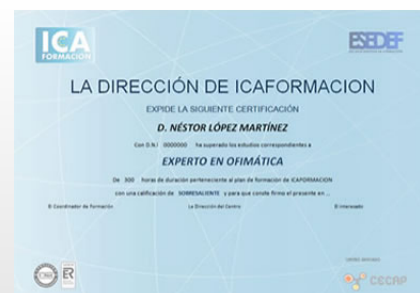 ICA
FORMACIÓN
ESEDEF
LA DIRECCIÓN DE ICAFORMACION
EXPIDE LA SIGUIENTE CERTIFICACIÓN
D. NÉSTOR LÓPEZ MARTÍNEZ
Con D.N.I 0000000 ha superado los estudios correspondientes a
EXPERTO EN OFIMÁTICA
De 300 horas de duración perteneciente al plan de formación de ICAFORMACION
con una calificación de SOBRESALIENTE y para que conste firmo el presente en ...
El Coordinador de Formación
La Dirección del Centro
El interesado
CECAP